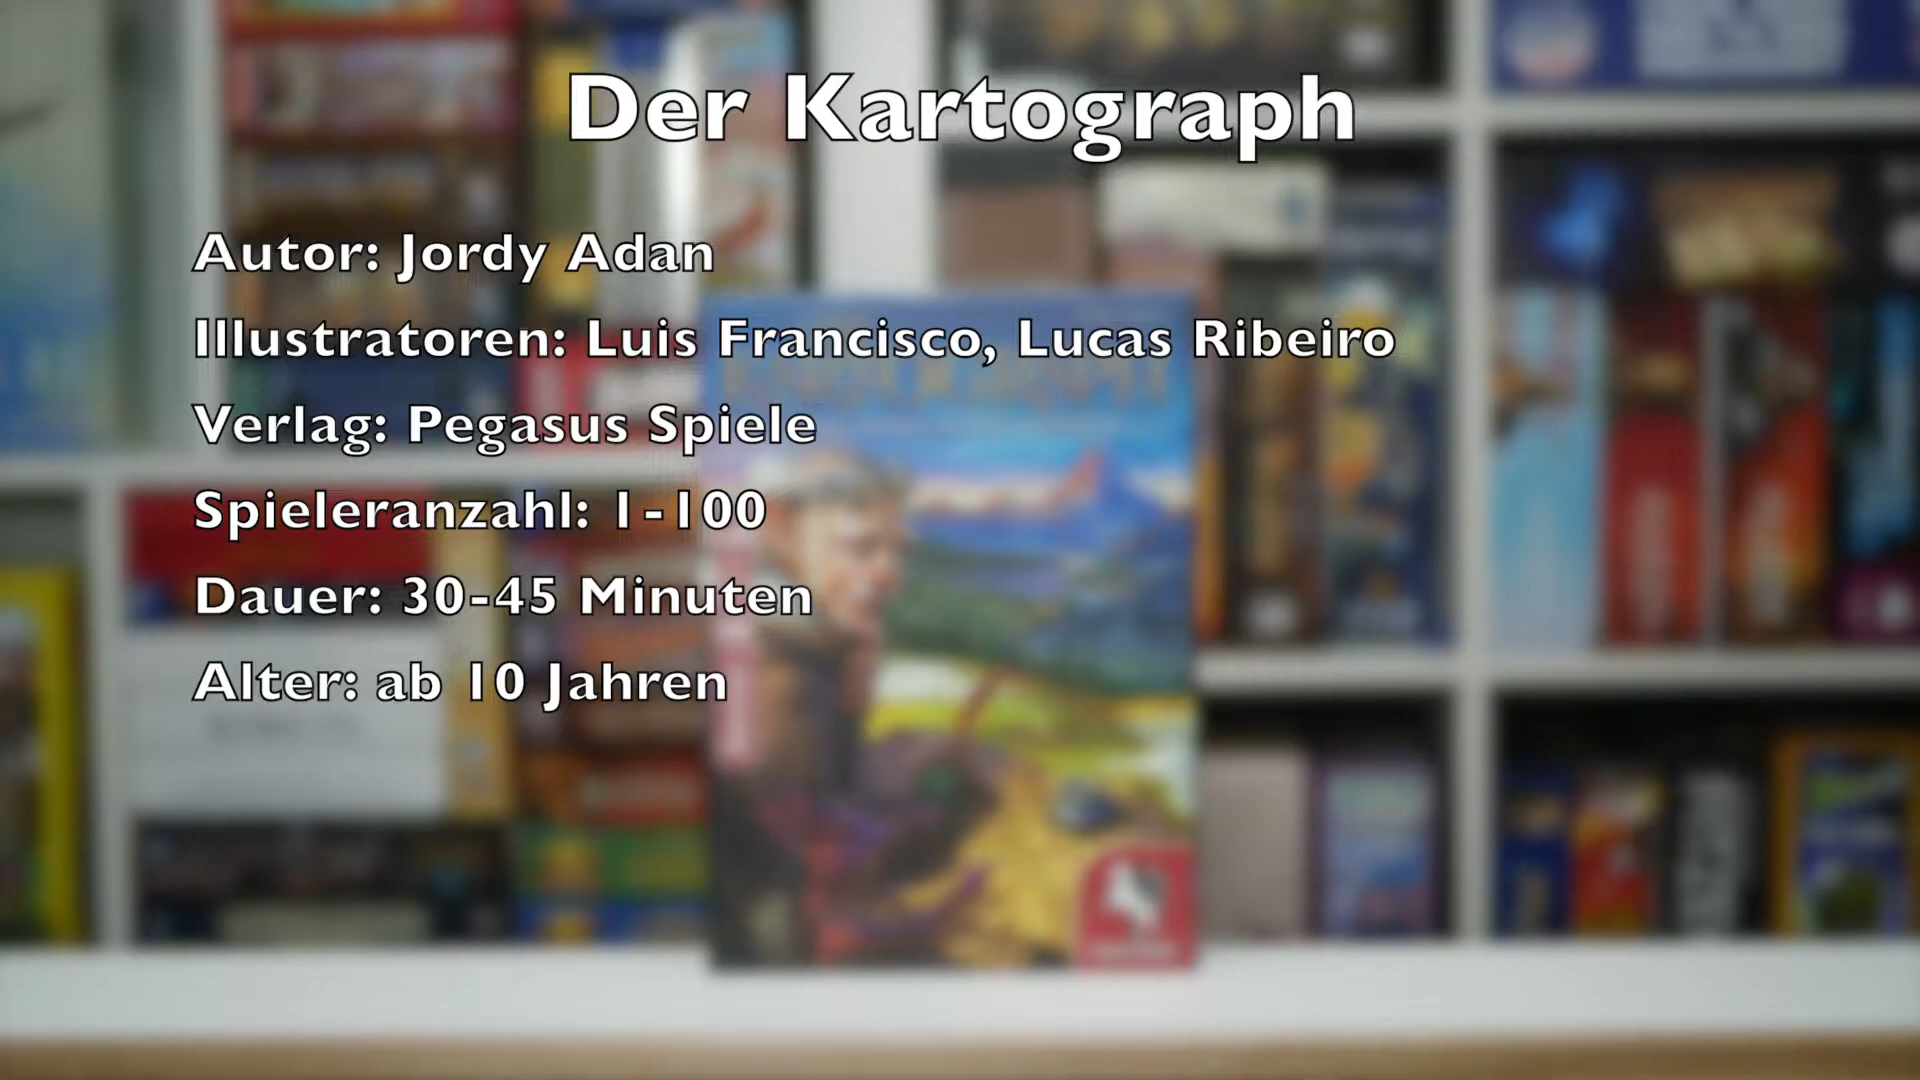 Der Kartograph
Autor: Jordy Adan
Illustratoren: Luis Francisco, Lucas Ribeiro
Verlag: Pegasus Spiele
Spieleranzahl: 1-100
Dauer: 30-45 Minuten
Alter: ab 10 Jahren